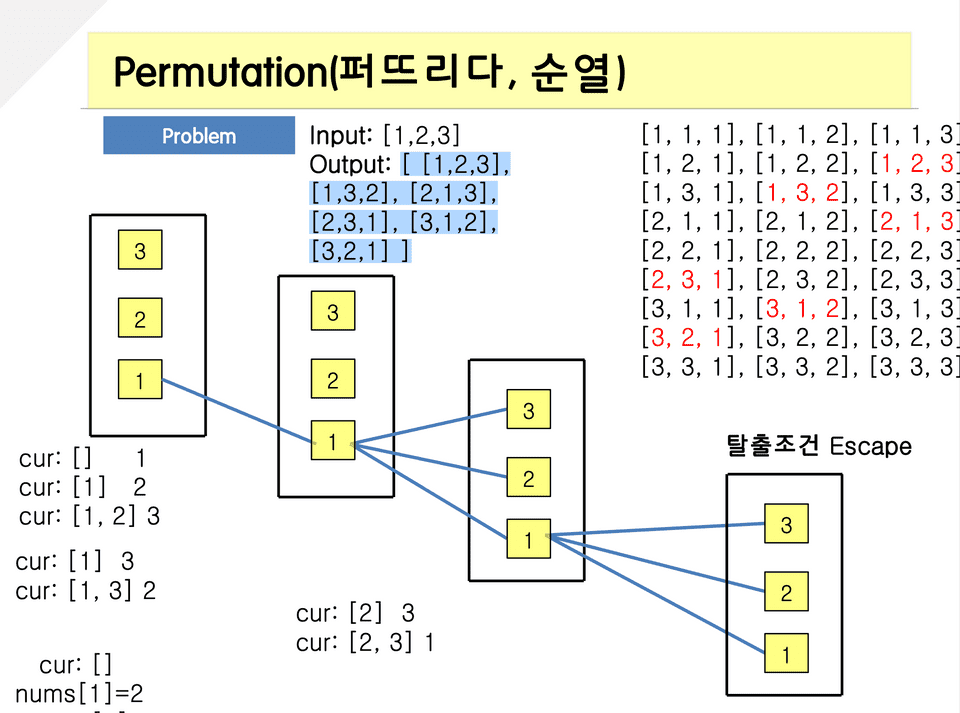 Permutation(퍼뜨리다, 순열)
Problem
Input: [1,2,3]
Output: [ [1,2,3],
[1,3,2], [2,1,3],
[2,3,1], [3,1,2],
[3,2,1] ]
[1, 1, 1], [1, 1, 2], [1, 1, 3]
[1, 2, 1], [1, 2, 2], [1, 2, 3]
[1, 3, 1], [1, 3, 2], [1, 3, 3]
[2, 1, 1], [2, 1, 2], [2, 1, 3]
[2, 2, 1], [2, 2, 2], [2, 2, 3]
[2, 3, 1], [2, 3, 2], [2, 3, 3]
[3, 1, 1], [3, 1, 2], [3, 1, 3]
[3, 2, 1], [3, 2, 2], [3, 2, 3]
[3, 3, 1], [3, 3, 2], [3, 3, 3]
3
2
1
3
2
1
3
2
1
탈출조건 Escape
3
2
1
cur: [] 1
cur: [1] 2
cur: [1, 2] 3
cur: [1] 3
cur: [1, 3] 2
cur: [2] 3
cur: [2, 3] 1
cur: []
nums[1]=2